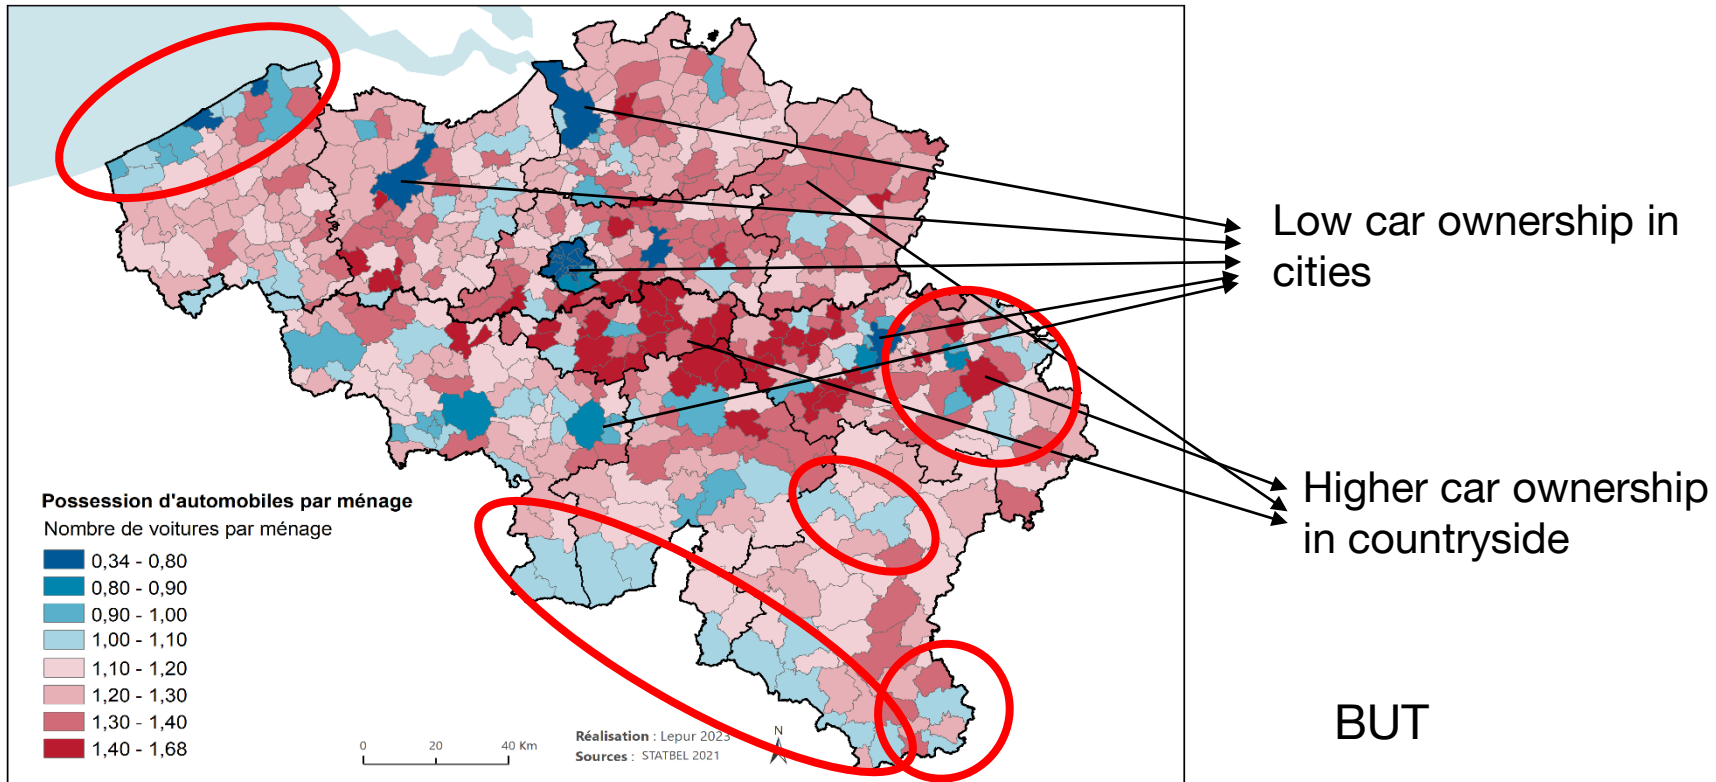 Low car ownership in
cities
Higher car ownership
in countryside
BUT
Possession d'automobiles par ménage
Nombre de voitures par ménage
0,34 - 0,80
0,80 - 0,90
0,90 - 1,00
1,00 - 1,10
1,10 - 1,20
1,20 - 1,30
1,30 - 1,40
1,40 - 1,68
0 20 40 Km
Réalisation : Lepur 2023
Sources : STATBEL 2021
N